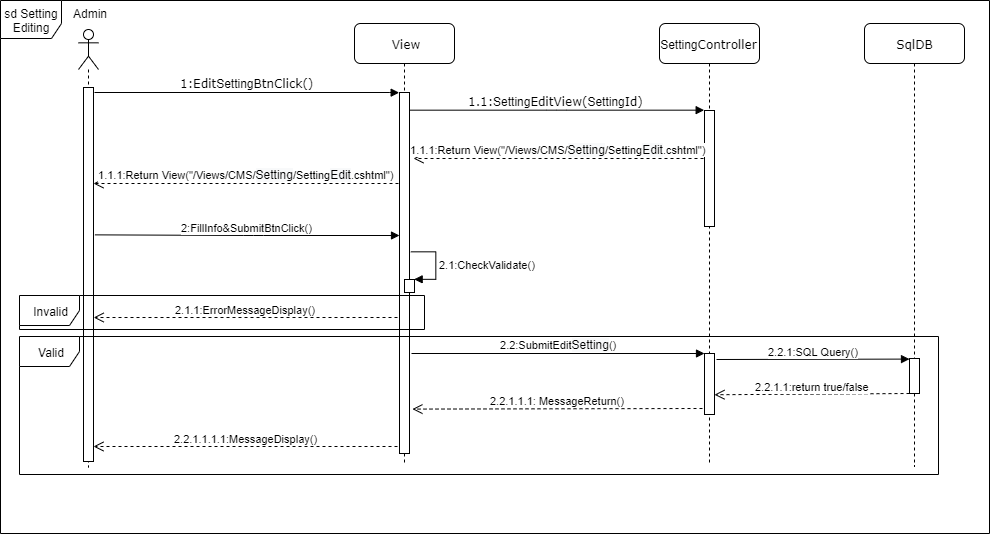 sd Setting
Editing
Admin
View
SettingController
SqlDB
1:EditSettingBtnClick()
1.1:SettingEditView(SettingId)
1.1.1:Return View("/Views/CMS/Setting/SettingEdit.cshtml")
1.1.1:Return View("/Views/CMS/Setting/SettingEdit.cshtml")
2:FillInfo&SubmitBtnClick()
2.1:CheckValidate()
Invalid
2.1.1:ErrorMessageDisplay()
Valid
2.2:SubmitEditSetting()
2.2.1:SQL Query()
2.2.1.1:return true/false
2.2.1.1.1: MessageReturn()
2.2.1.1.1.1:MessageDisplay()